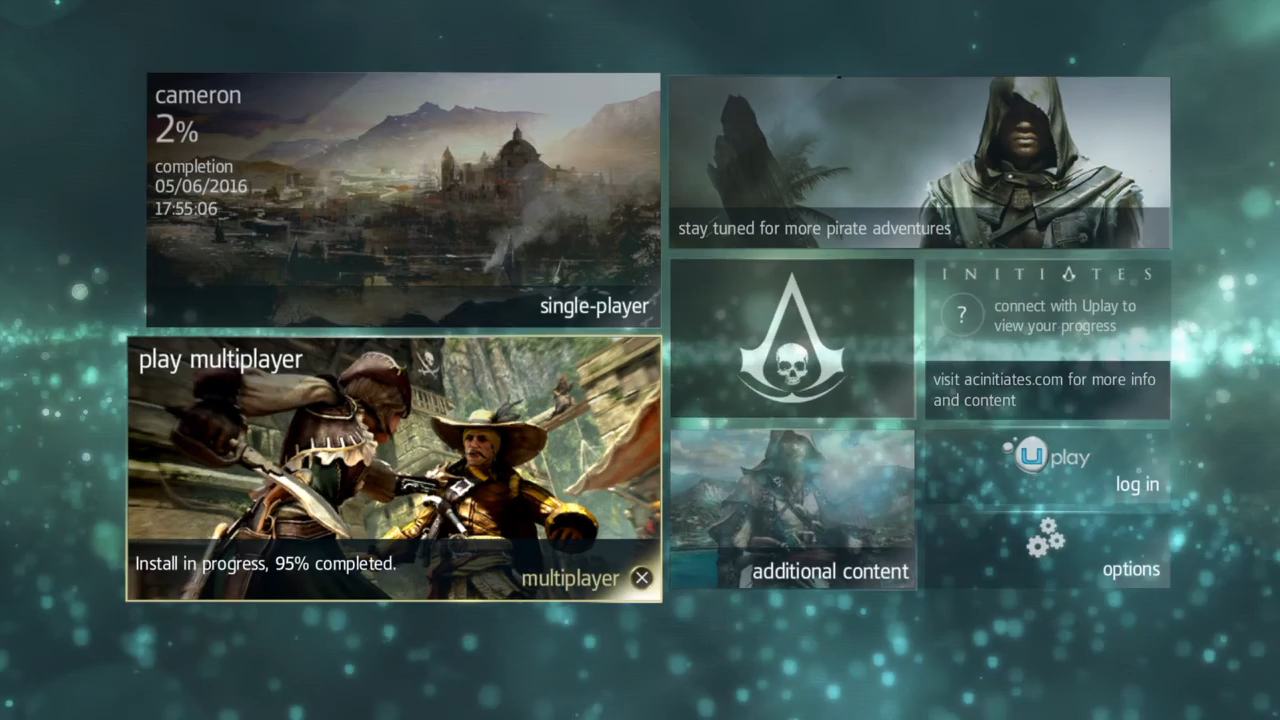 cameron
2%
completion
05/06/2016
17:55:06
single-player
play multiplayer
Install in progress, 95% completed.
multiplayer
stay tuned for more pirate adventures
INITIATES
?
connect with Uplay to
view your progress
visit acinitiates.com for more info
and content
additional content
U play
log in
options